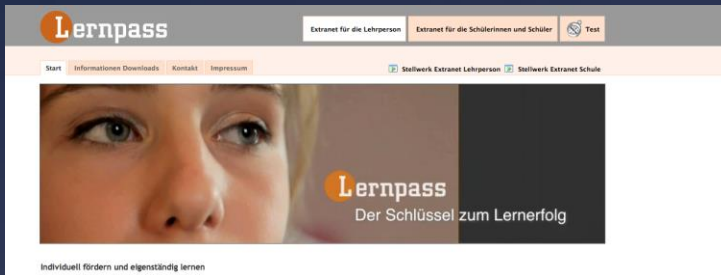 Lernpass
Extranet für die Lehrperson
Extranet für die Schülerinnen und Schüler
Test
Start
Informationen Downloads
Kontakt
Impressum
Stellwerk Extranet Lehrperson
Stellwerk Extranet Schule
Lernpass
Der Schlüssel zum Lernerfolg
Individuell fördern und eigenständig lernen